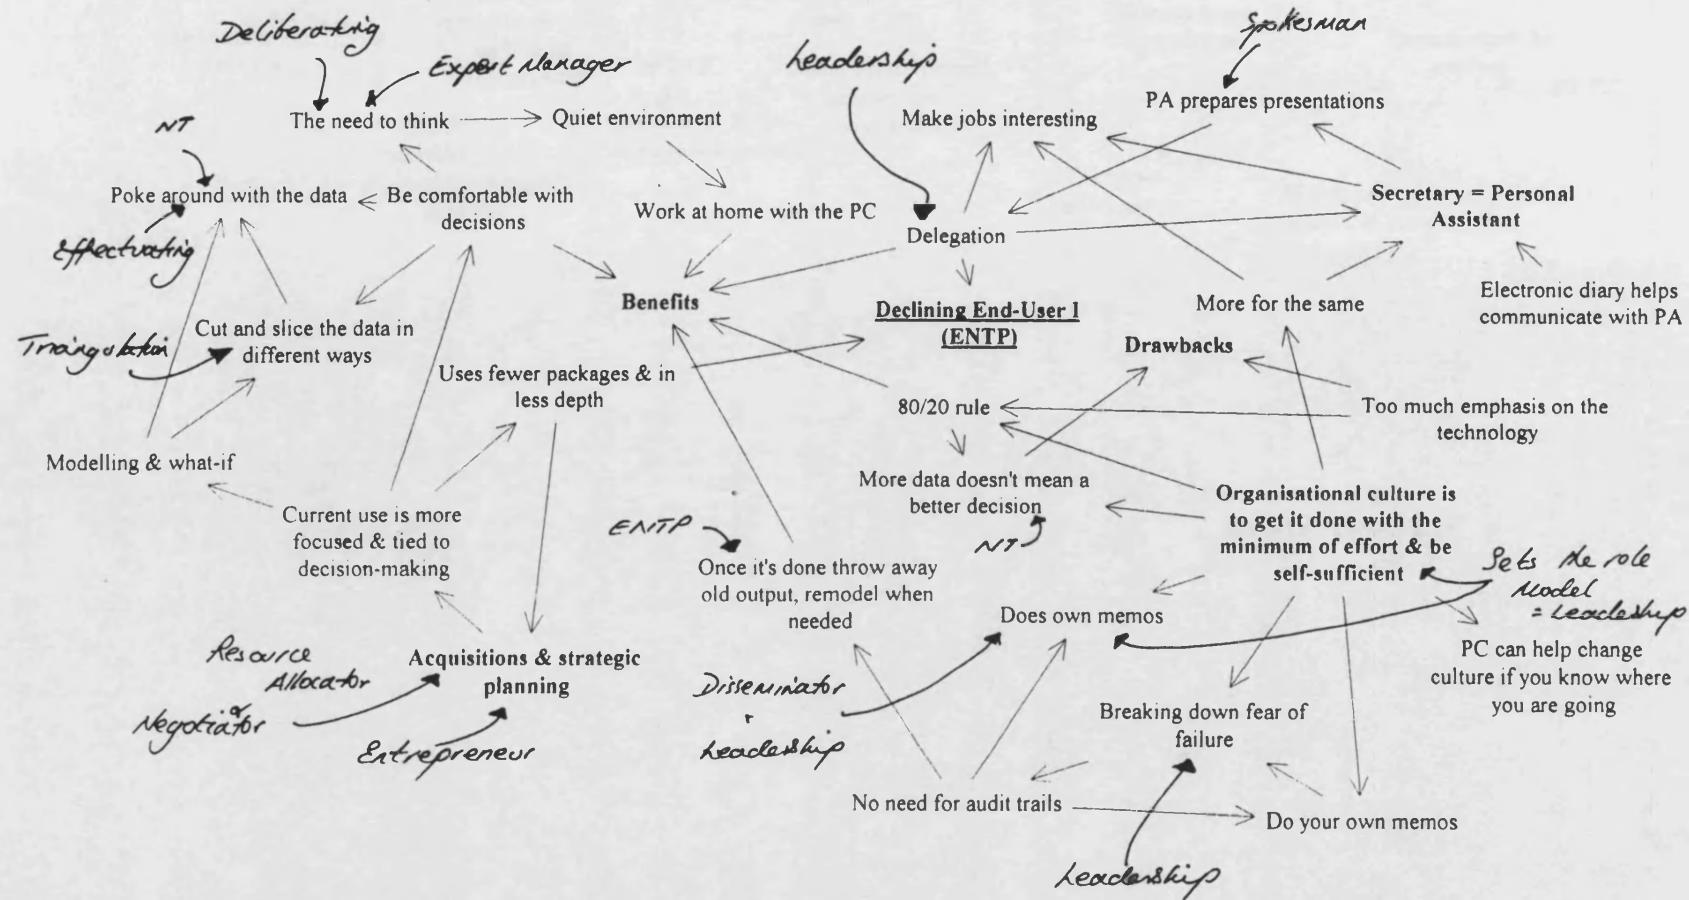 Deliberating
Spokesman
Expert Manager
Leadership
The need to think
Quiet environment
Make jobs interesting
PA prepares presentations
NT
Poke around with the data
Be comfortable with
decisions
Work at home with the PC
Delegation
Secretary = Personal
Assistant
Effectuating
Benefits
Declining End-User 1
(ENTP)
More for the same
Electronic diary helps
communicate with PA
Triangulation
Cut and slice the data in
different ways
Drawbacks
Uses fewer packages & in
less depth
80/20 rule
Too much emphasis on the
technology
Modelling & what-if
More data doesn't mean a
better decision
Organisational culture is
to get it done with the
minimum of effort & be
self-sufficient
Current use is more
focused & tied to
decision-making
ENTP
NT
Once it's done throw away
old output, remodel when
needed
Sets the role
Model
= Leadeship
Does own memos
PC can help change
culture if you know where
you are going
Resource
Allocator
Negotiator
Acquisitions & strategic
planning
Entrepreneur
Disseminator
+
Leadership
Breaking down fear of
failure
No need for audit trails
Do your own memos
Leadership